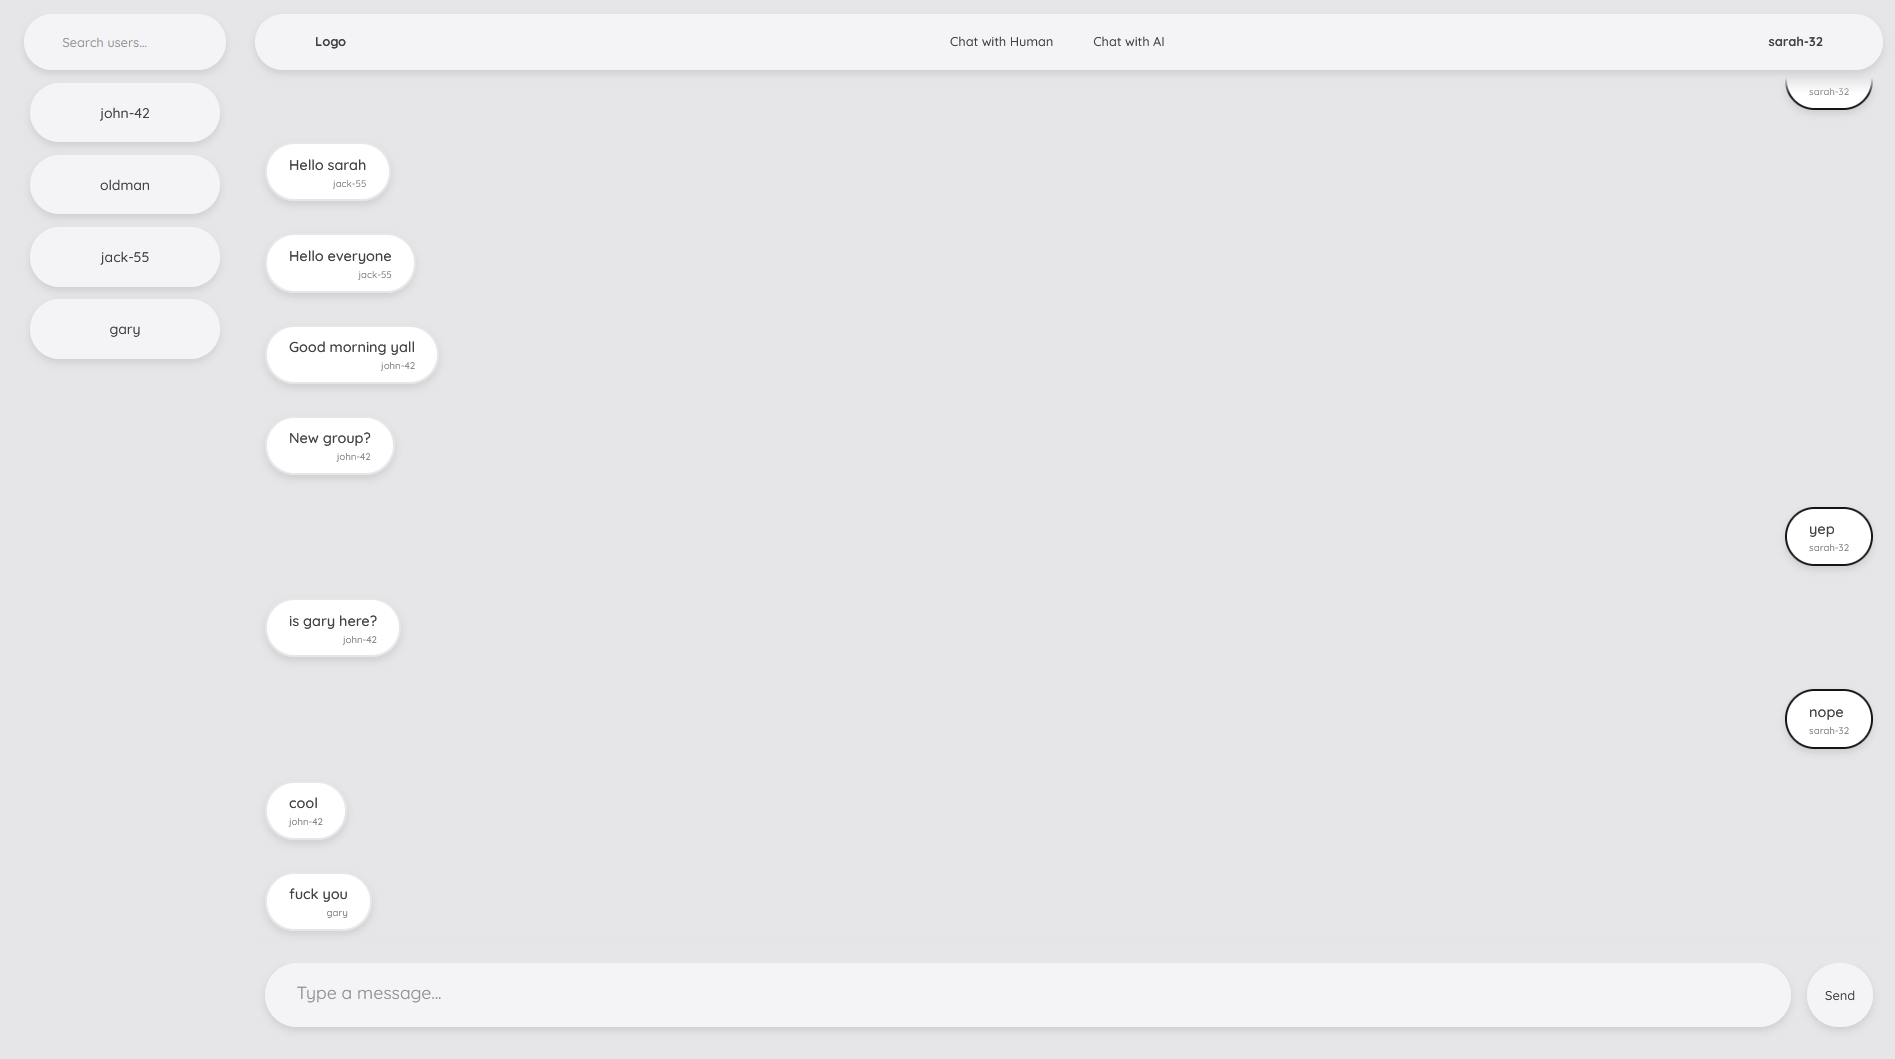 Search users...
Logo
Chat with Human
Chat with AI
sarah-32
john-42
oldman
jack-55
gary
sarah-32
Hello sarah
jack-55
Hello everyone
jack-55
Good morning yall
john-42
New group?
john-42
yep
sarah-32
is gary here?
john-42
nope
sarah-32
cool
john-42
fuck you
gary
Type a message...
Send